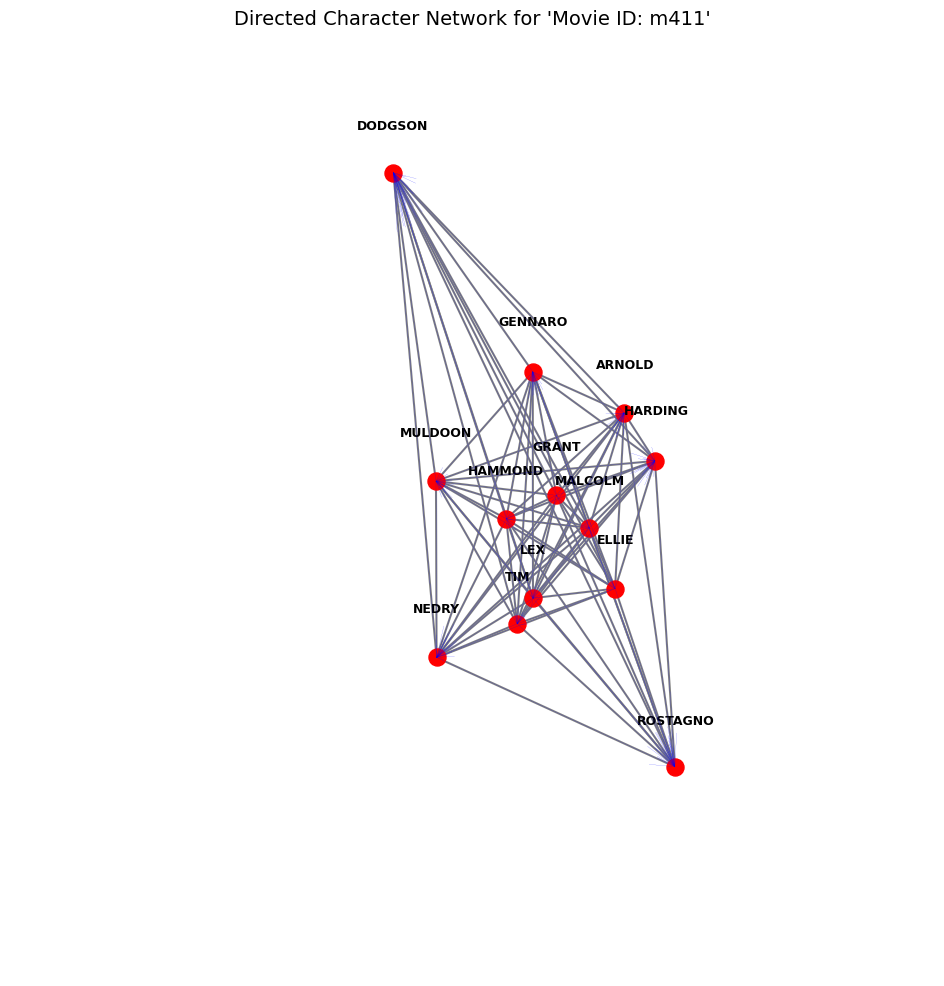 Directed Character Network for 'Movie ID: m411'
DODGSON
GENNARO
ARNOLD
HARDING
MULDOON
GRANT
HAMMOND
MALCOLM
ELLIE
LEX
TIM
NEDRY
ROSTAGNO